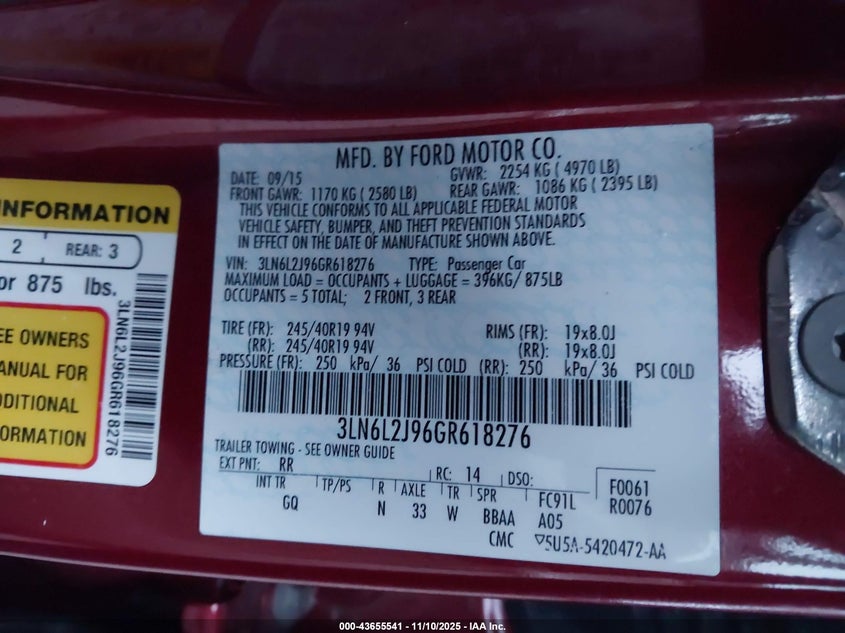 INFORMATION
2 REAR: 3
or 875 lbs.
EE OWNERS
ANUAL FOR
DDITIONAL
FORMATION
3LN6L2J96GR618276
MFD. BY FORD MOTOR CO.
DATE: 09/15 GVWR: 2254 KG ( 4970 LB)
FRONT GAWR: 1170 KG ( 2580 LB) REAR GAWR: 1086 KG ( 2395 LB)
THIS VEHICLE CONFORMS TO ALL APPLICABLE FEDERAL MOTOR
VEHICLE SAFETY, BUMPER, AND THEFT PREVENTION STANDARDS
IN EFFECT ON THE DATE OF MANUFACTURE SHOWN ABOVE.
VIN: 3LN6L2J96GR618276 TYPE: Passenger Car
MAXIMUM LOAD = OCCUPANTS + LUGGAGE = 396KG/ 875LB
OCCUPANTS = 5 TOTAL; 2 FRONT, 3 REAR
TIRE (FR): 245/40R19 94V RIMS (FR): 19x8.0J
(RR): 245/40R19 94V (RR): 19x8.0J
PRESSURE (FR): 250 kPa/ 36 PSI COLD (RR): 250 kPa/ 36 PSI COLD
3LN6L2J96GR618276
TRAILER TOWING - SEE OWNER GUIDE
EXT PNT: RR RC: 14 DSO: F0061
INT TR TP/PS R AXLE TR SPR FC91L R0076
GQ N 33 W BBAA A05
CMC ▽5U5A-5420472-AA
000-43655541 - 11/10/2025 - IAA Inc.